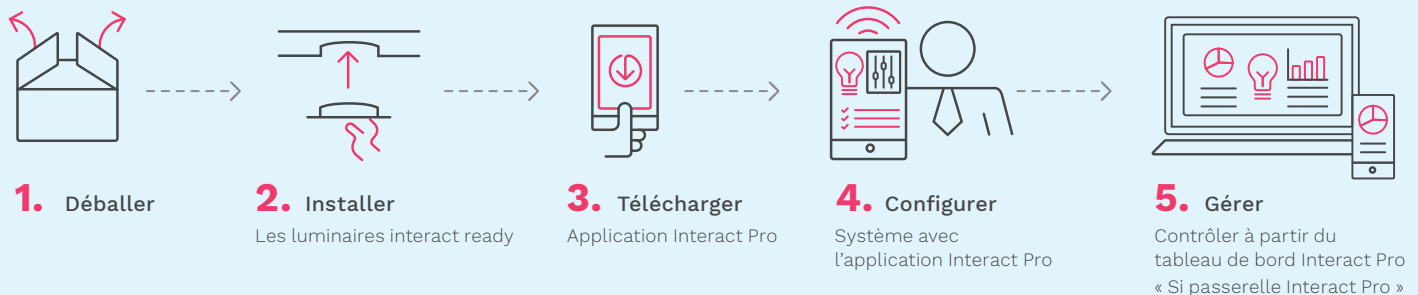 1. Déballer
2. Installer
Les luminaires interact ready
3. Télécharger
Application Interact Pro
4. Configurer
Système avec
l'application Interact Pro
5. Gérer
Contrôler à partir du
tableau de bord Interact Pro
« Si passerelle Interact Pro »